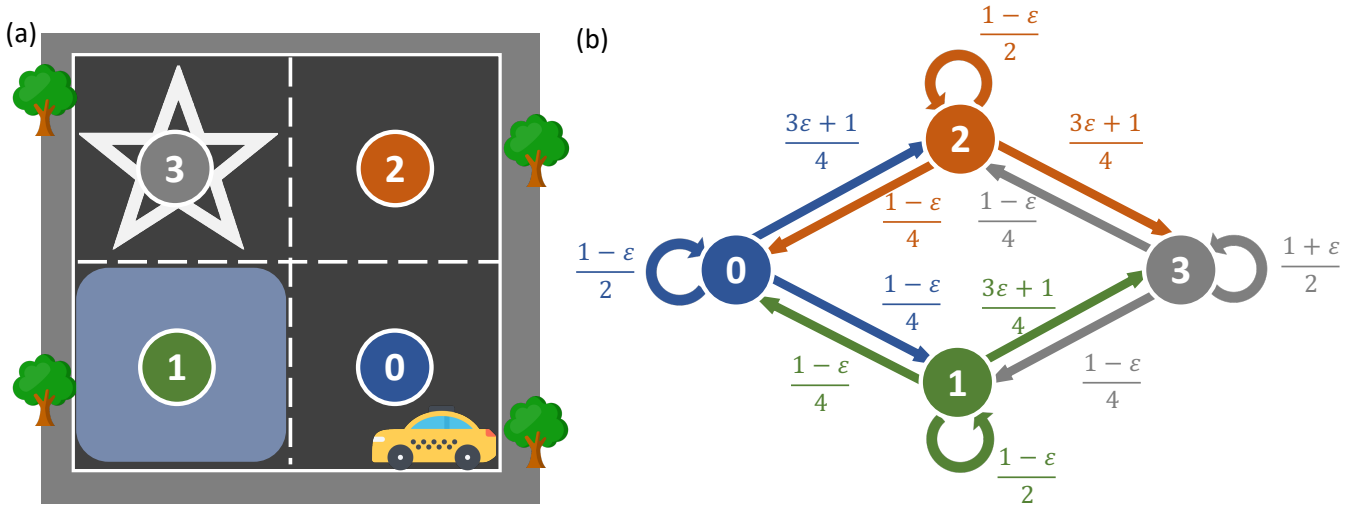 (a)
3
2
1
0
(b)
(1 − ε)/2
(3ε + 1)/4
2
(3ε + 1)/4
(1 − ε)/4
(1 − ε)/4
(1 − ε)/2
0
3
(1 + ε)/2
(1 − ε)/4
(3ε + 1)/4
(1 − ε)/4
1
(1 − ε)/4
(1 − ε)/2